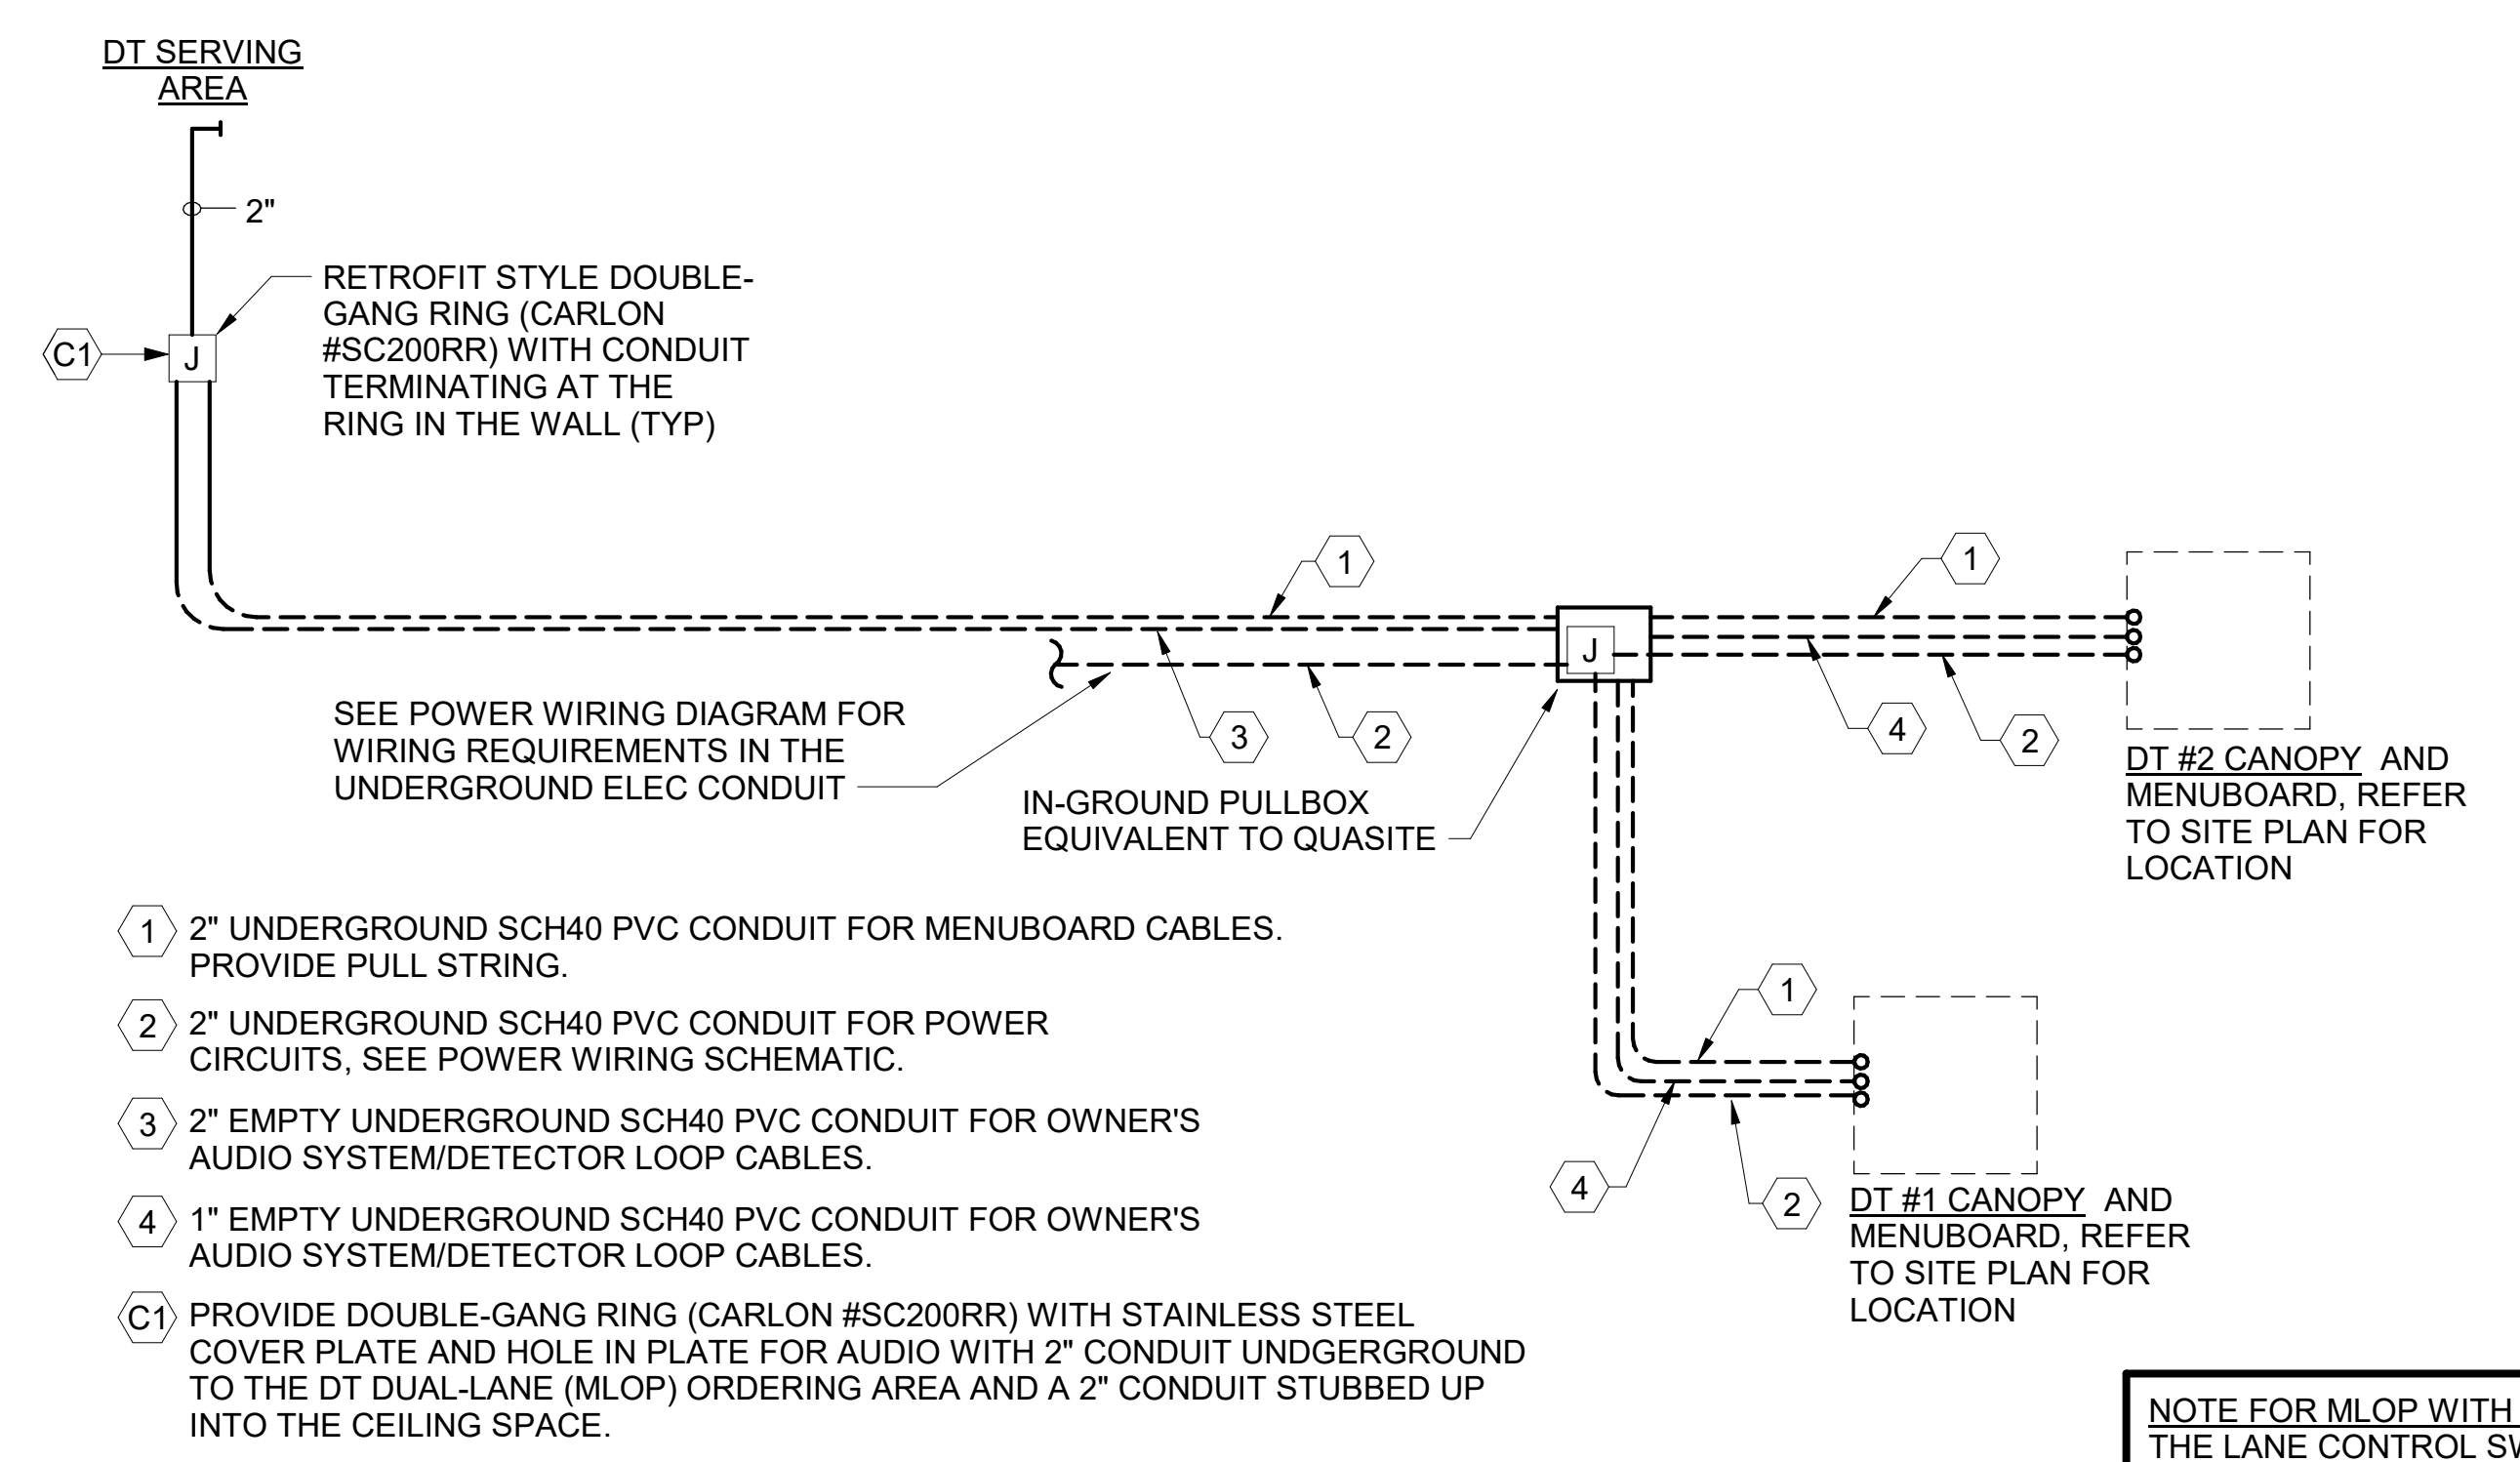 DT SERVING
AREA
2"
RETROFIT STYLE DOUBLE-
GANG RING (CARLON
#SC200RR) WITH CONDUIT
TERMINATING AT THE
RING IN THE WALL (TYP)
C1
J
1
1
J
3
2
4
2
SEE POWER WIRING DIAGRAM FOR
WIRING REQUIREMENTS IN THE
UNDERGROUND ELEC CONDUIT
IN-GROUND PULLBOX
EQUIVALENT TO QUASITE
DT #2 CANOPY AND
MENUBOARD, REFER
TO SITE PLAN FOR
LOCATION
1
4
2
DT #1 CANOPY AND
MENUBOARD, REFER
TO SITE PLAN FOR
LOCATION
1 2" UNDERGROUND SCH40 PVC CONDUIT FOR MENUBOARD CABLES.
PROVIDE PULL STRING.
2 2" UNDERGROUND SCH40 PVC CONDUIT FOR POWER
CIRCUITS, SEE POWER WIRING SCHEMATIC.
3 2" EMPTY UNDERGROUND SCH40 PVC CONDUIT FOR OWNER'S
AUDIO SYSTEM/DETECTOR LOOP CABLES.
4 1" EMPTY UNDERGROUND SCH40 PVC CONDUIT FOR OWNER'S
AUDIO SYSTEM/DETECTOR LOOP CABLES.
C1 PROVIDE DOUBLE-GANG RING (CARLON #SC200RR) WITH STAINLESS STEEL
COVER PLATE AND HOLE IN PLATE FOR AUDIO WITH 2" CONDUIT UNDGERGROUND
TO THE DT DUAL-LANE (MLOP) ORDERING AREA AND A 2" CONDUIT STUBBED UP
INTO THE CEILING SPACE.
NOTE FOR MLOP WITH
THE LANE CONTROL